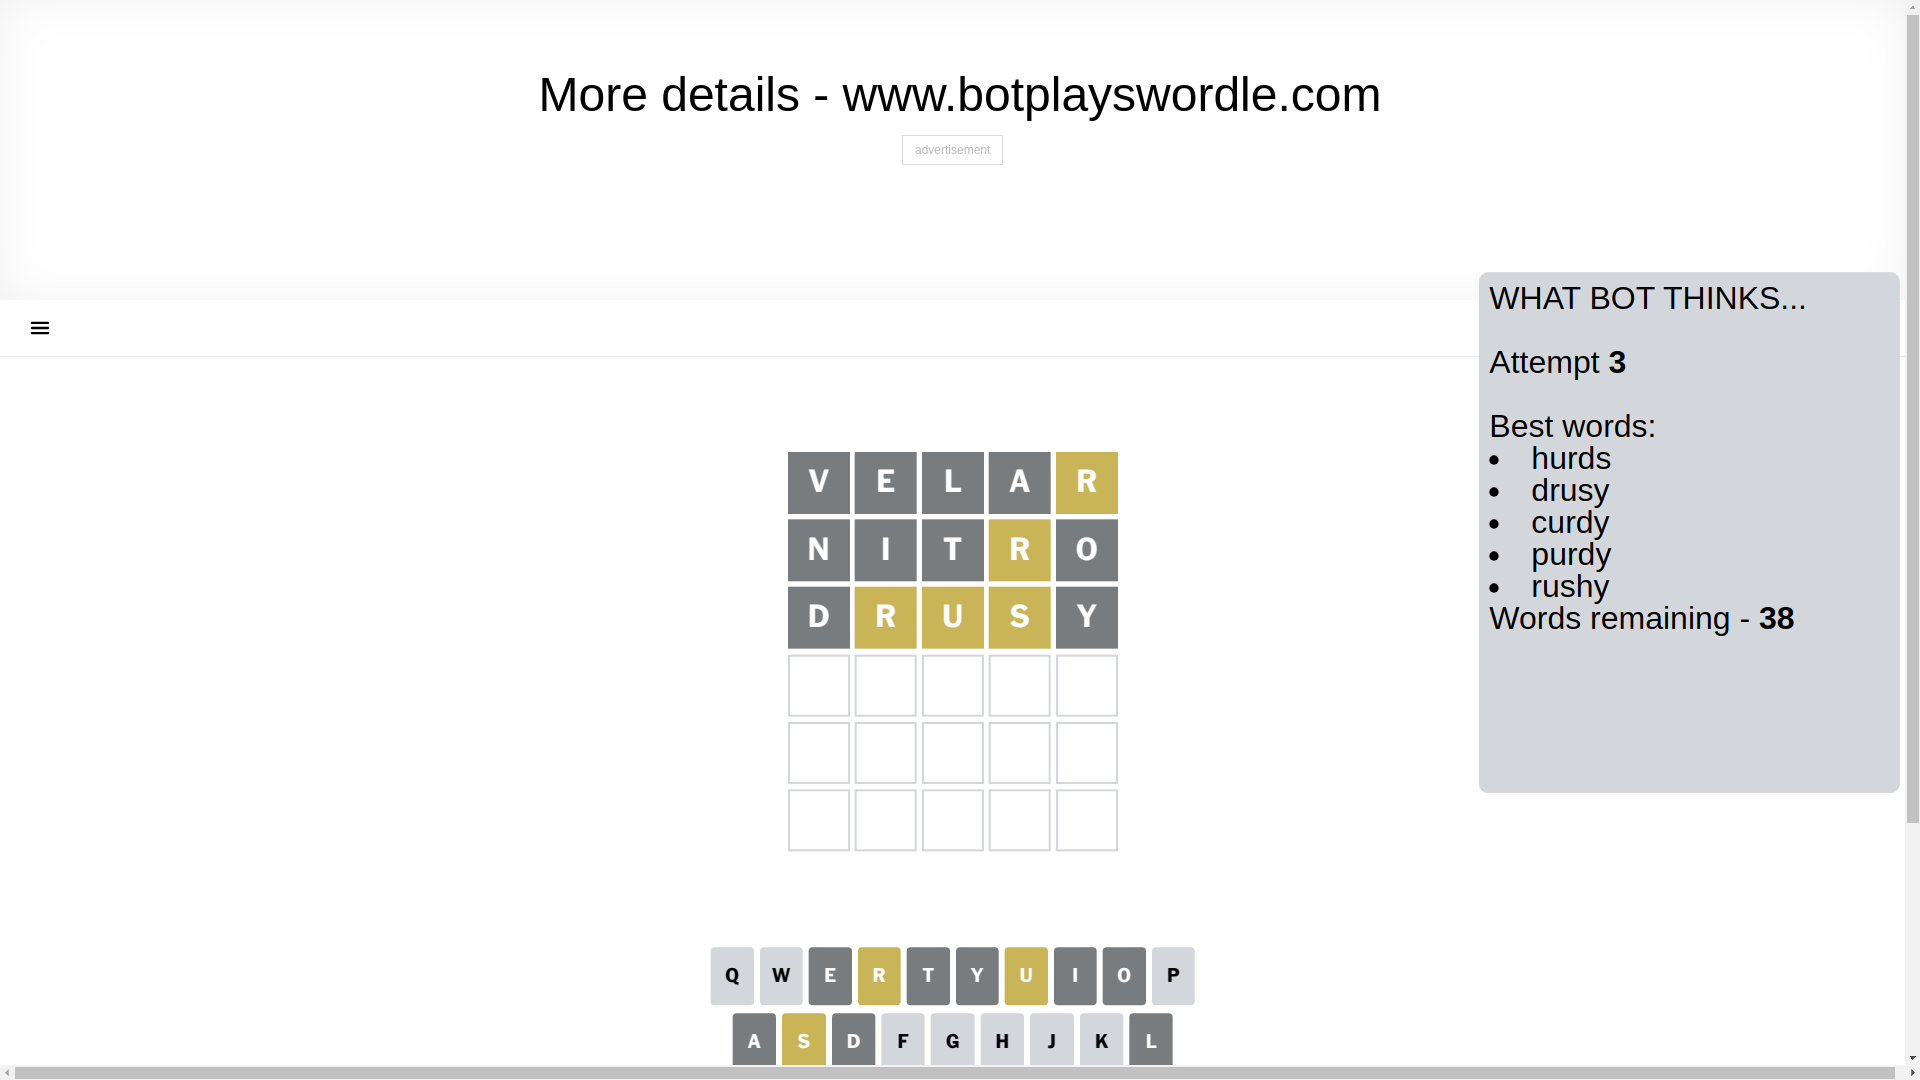 More details - www.botplayswordle.com
advertisement
WHAT BOT THINKS...
Attempt 3
Best words:
hurds
drusy
curdy
purdy
rushy
Words remaining - 38
V E L A R
N I T R O
D R U S Y
Q W E R T Y U I O P
A S D F G H J K L